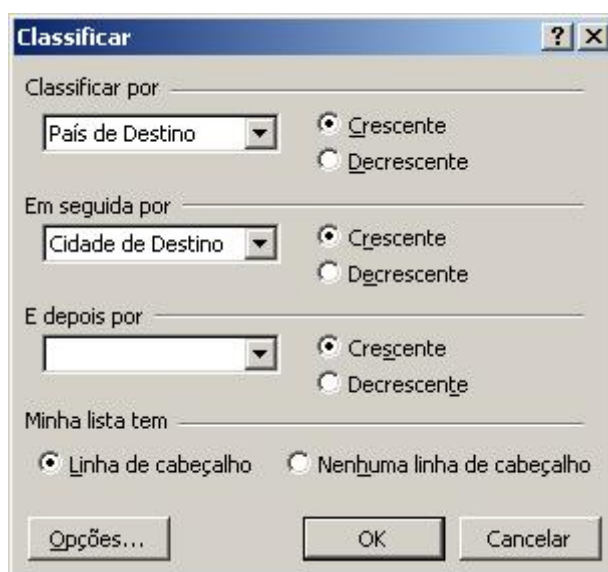 Classificar
Classificar por
País de Destino
Crescente
Decrescente
Em seguida por
Cidade de Destino
Crescente
Decrescente
E depois por
Crescente
Decrescente
Minha lista tem
Linha de cabeçalho
Nenhuma linha de cabeçalho
Opções...
OK
Cancelar